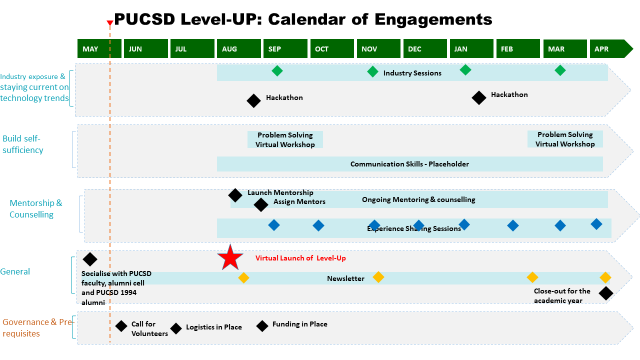 PUCSD Level-UP: Calendar of Engagements
MAY JUN JUL AUG SEP OCT NOV DEC JAN FEB MAR APR
Industry exposure &
staying current on
technology trends
Industry Sessions
Hackathon
Hackathon
Build self-
sufficiency
Problem Solving
Virtual Workshop
Problem Solving
Virtual Workshop
Communication Skills - Placeholder
Mentorship &
Counselling
Launch Mentorship
Assign Mentors
Ongoing Mentoring & counselling
Experience Sharing Sessions
General
Socialise with PUCSD
faculty, alumni cell
and PUCSD 1994
alumni
Virtual Launch of Level-Up
Newsletter
Close-out for the
academic year
Governance & Pre-
requisites
Call for
Volunteers
Logistics in Place
Funding in Place